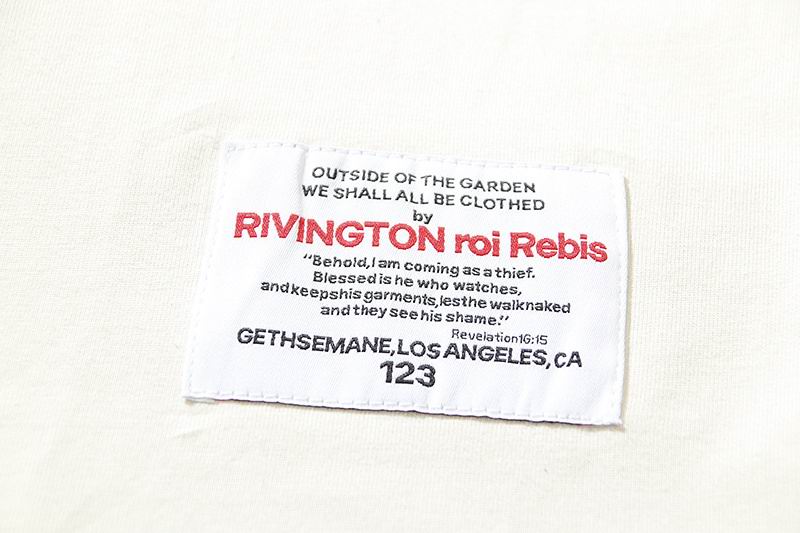 OUTSIDE OF THE GARDEN
WE SHALL ALL BE CLOTHED
by
RIVINGTON roi Rebis
"Behold,I am coming as a thief.
Blessed is he who watches,
and keepshis garments,lesthe walknaked
and they see his shame."
Revelation16:15
GETHSEMANE,LOS ANGELES,CA
123